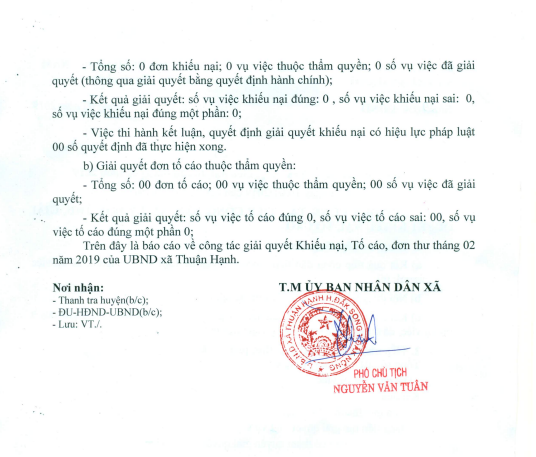 - Tổng số: 0 đơn khiếu nại; 0 vụ việc thuộc thẩm quyền; 0 số vụ việc đã giải
quyết (thông qua giải quyết bằng quyết định hành chính);
- Kết quả giải quyết: số vụ việc khiếu nại đúng: 0 , số vụ việc khiếu nại sai: 0,
số vụ việc khiếu nại đúng một phần: 0;
- Việc thi hành kết luận, quyết định giải quyết khiếu nại có hiệu lực pháp luật
00 số quyết định đã thực hiện xong.
b) Giải quyết đơn tố cáo thuộc thẩm quyền:
- Tổng số: 00 đơn tố cáo; 00 vụ việc thuộc thẩm quyền; 00 số vụ việc đã giải
quyết;
- Kết quả giải quyết: số vụ việc tố cáo đúng 0, số vụ việc tố cáo sai: 00, số vụ
việc tố cáo đúng một phần 0;
Trên đây là báo cáo về công tác giải quyết Khiếu nại, Tố cáo, đơn thư tháng 02
năm 2019 của UBND xã Thuận Hạnh.
Nơi nhận:
- Thanh tra huyện(b/c);
- ĐU-HĐND-UBND(b/c);
- Lưu: VT./.
T.M ỦY BAN NHÂN DÂN XÃ
U.B.N.D XÃ THUẬN HẠNH H.ĐẮK SONG T.ĐẮK NÔNG
PHÓ CHỦ TỊCH
NGUYỄN VĂN TUÂN